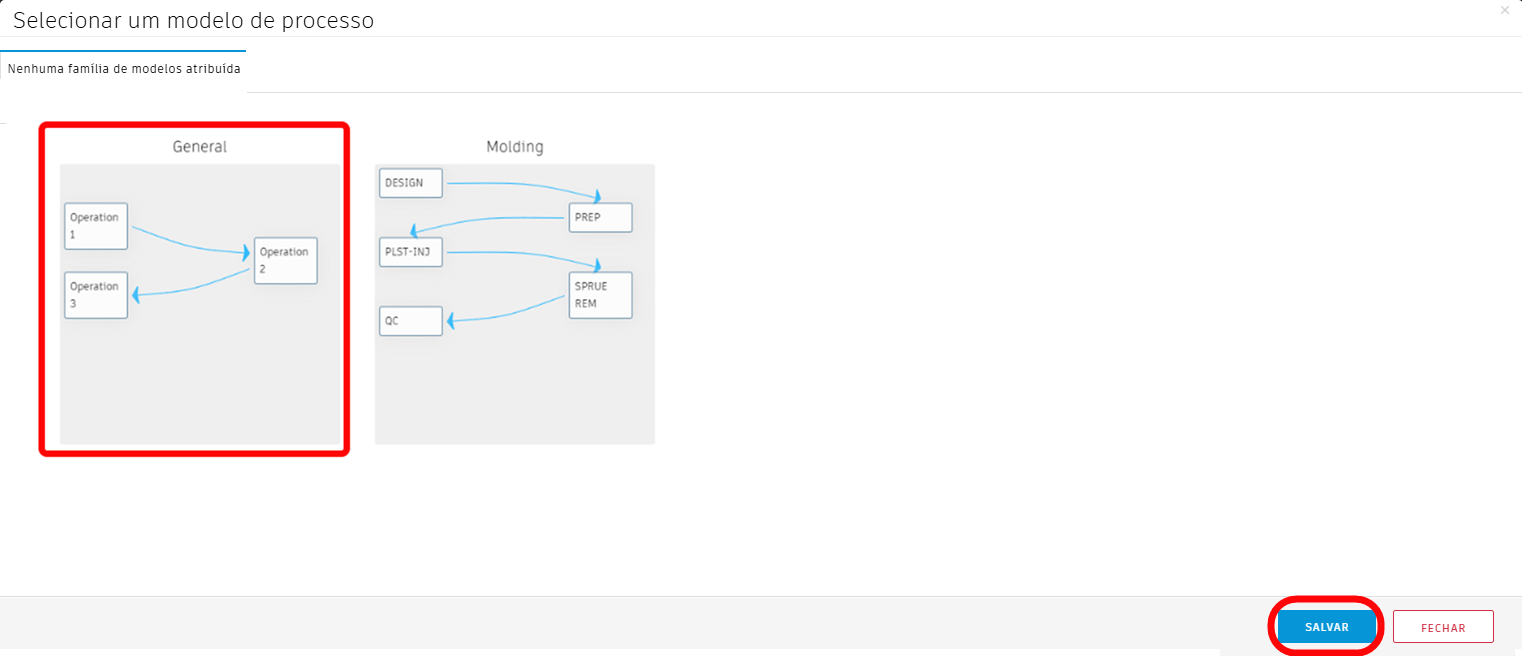 Selecionar um modelo de processo
×
Nenhuma família de modelos atribuída
General
Operation
1
Operation
2
Operation
3
Molding
DESIGN
PREP
PLST-INJ
SPRUE
REM
QC
SALVAR
FECHAR